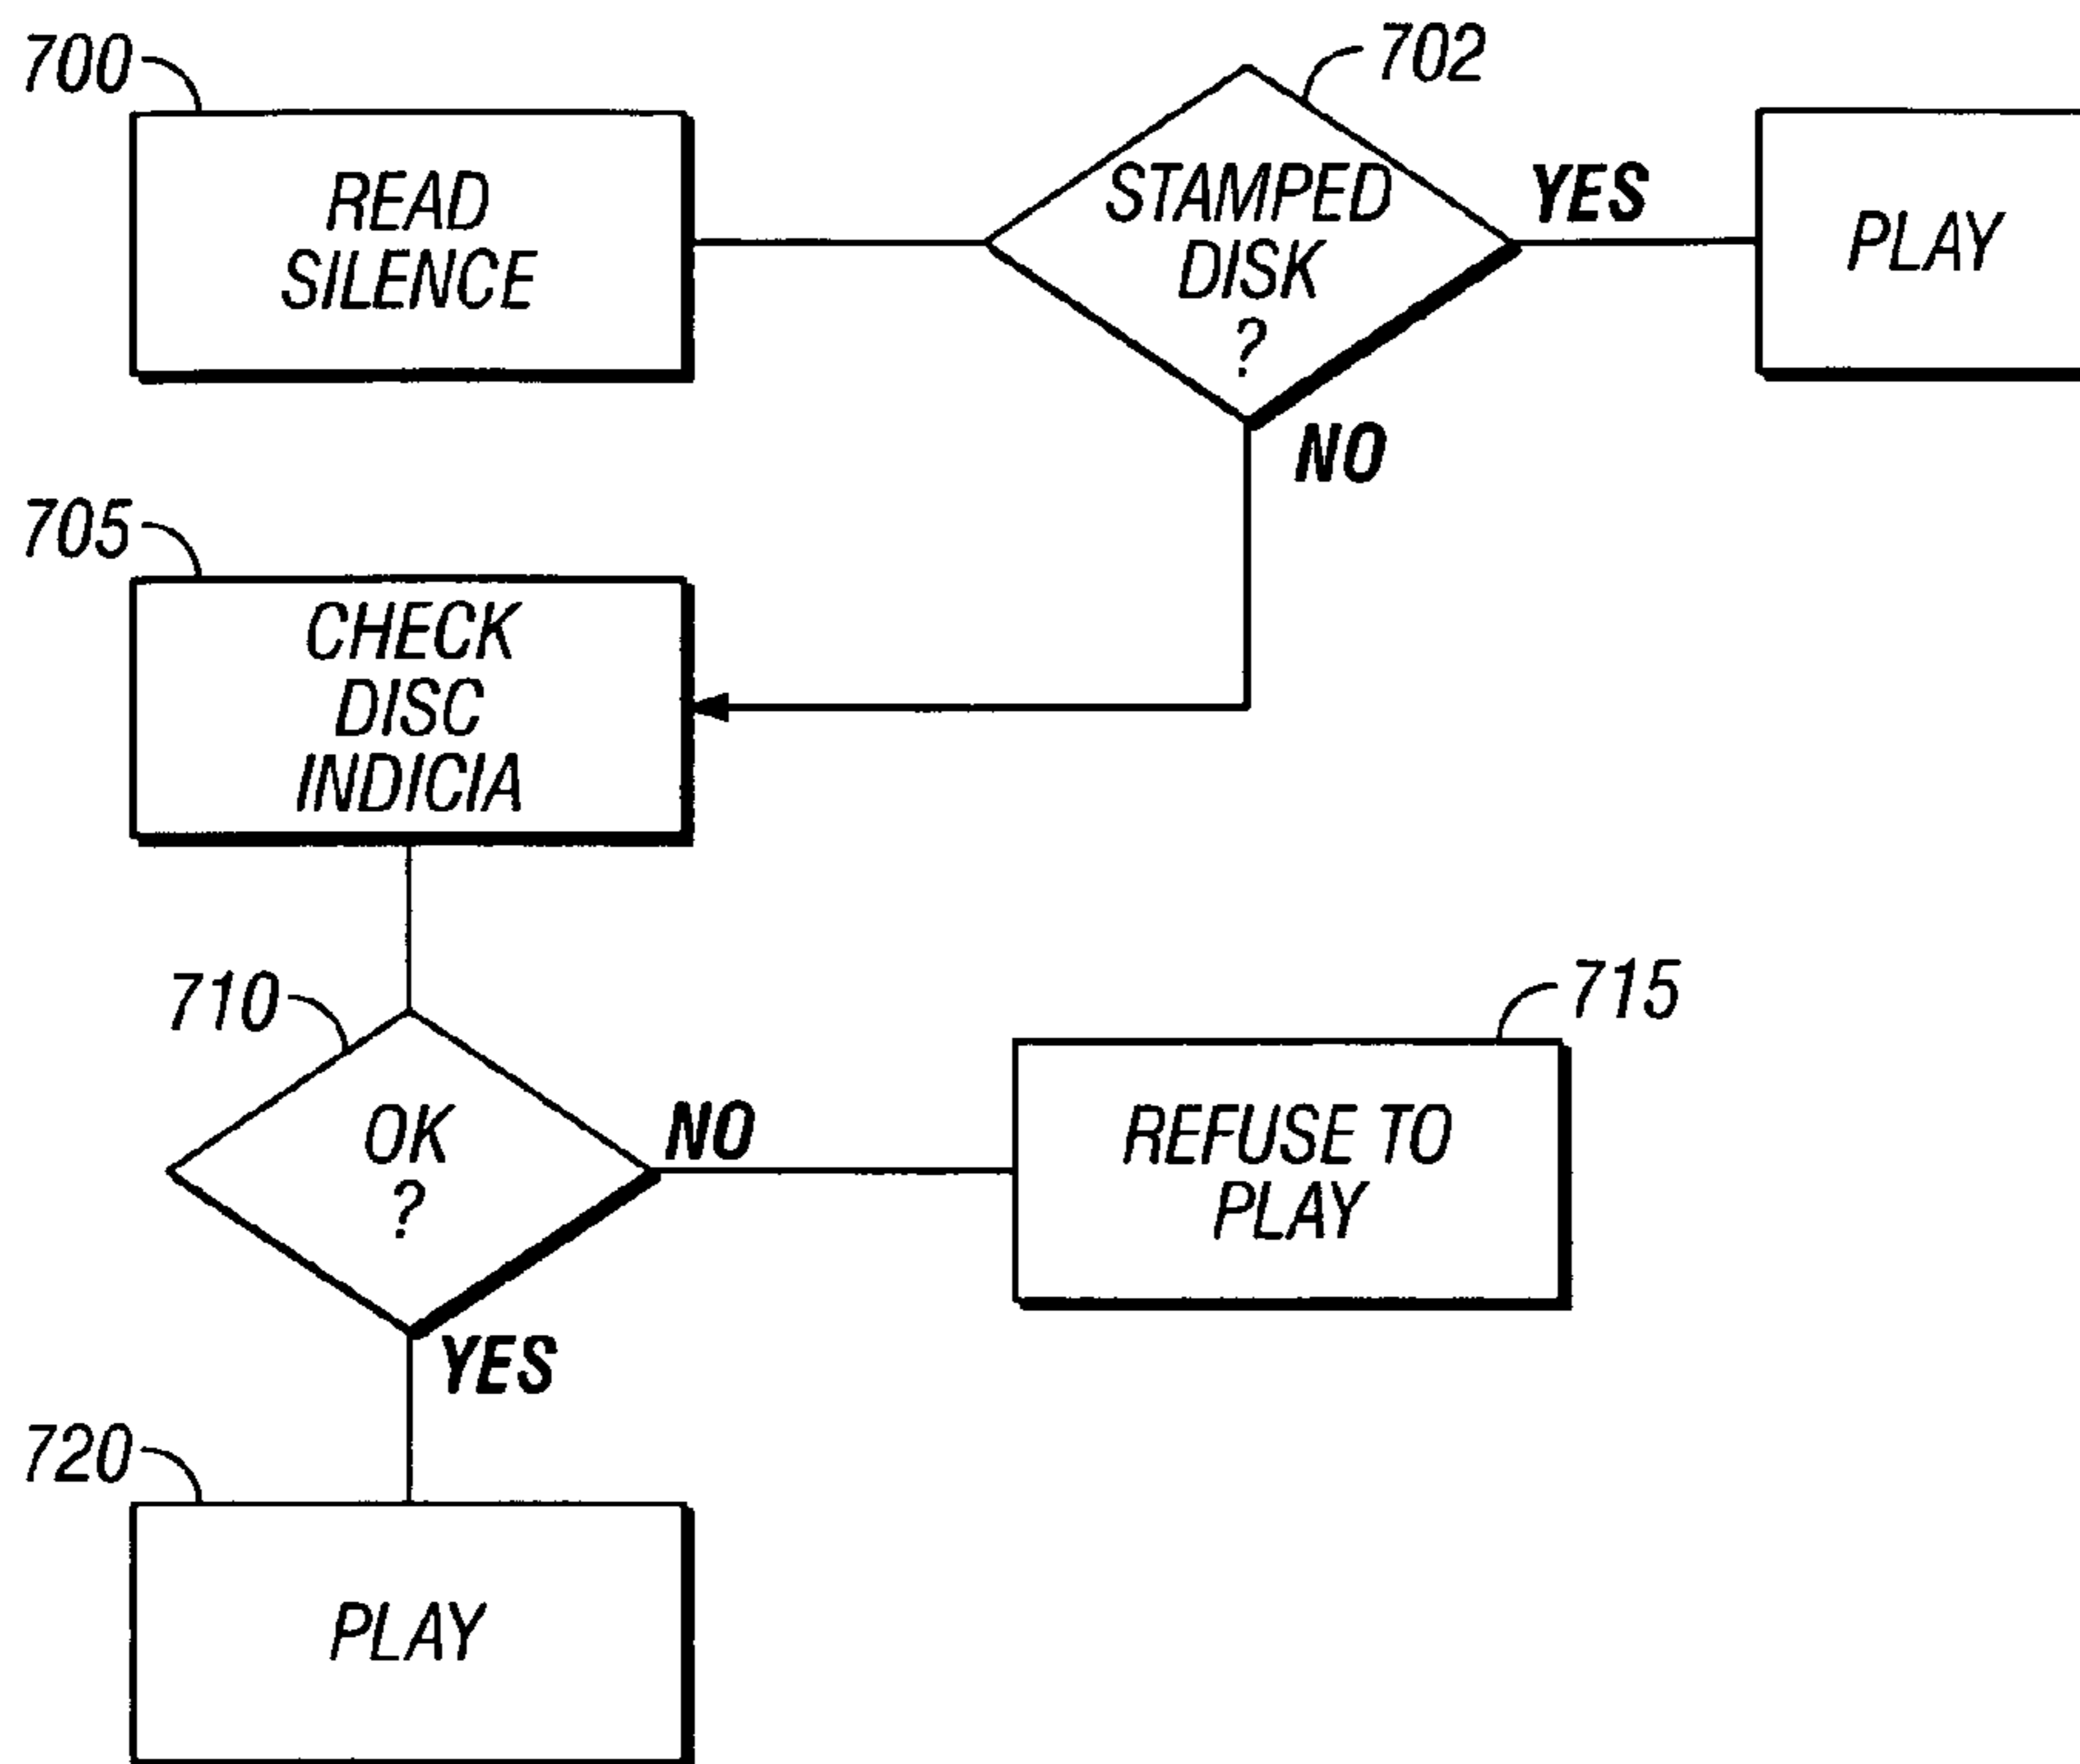 700
READ
SILENCE
702
STAMPED
DISK
?
YES
PLAY
NO
705
CHECK
DISC
INDICIA
710
OK
?
NO
715
REFUSE TO
PLAY
YES
720
PLAY